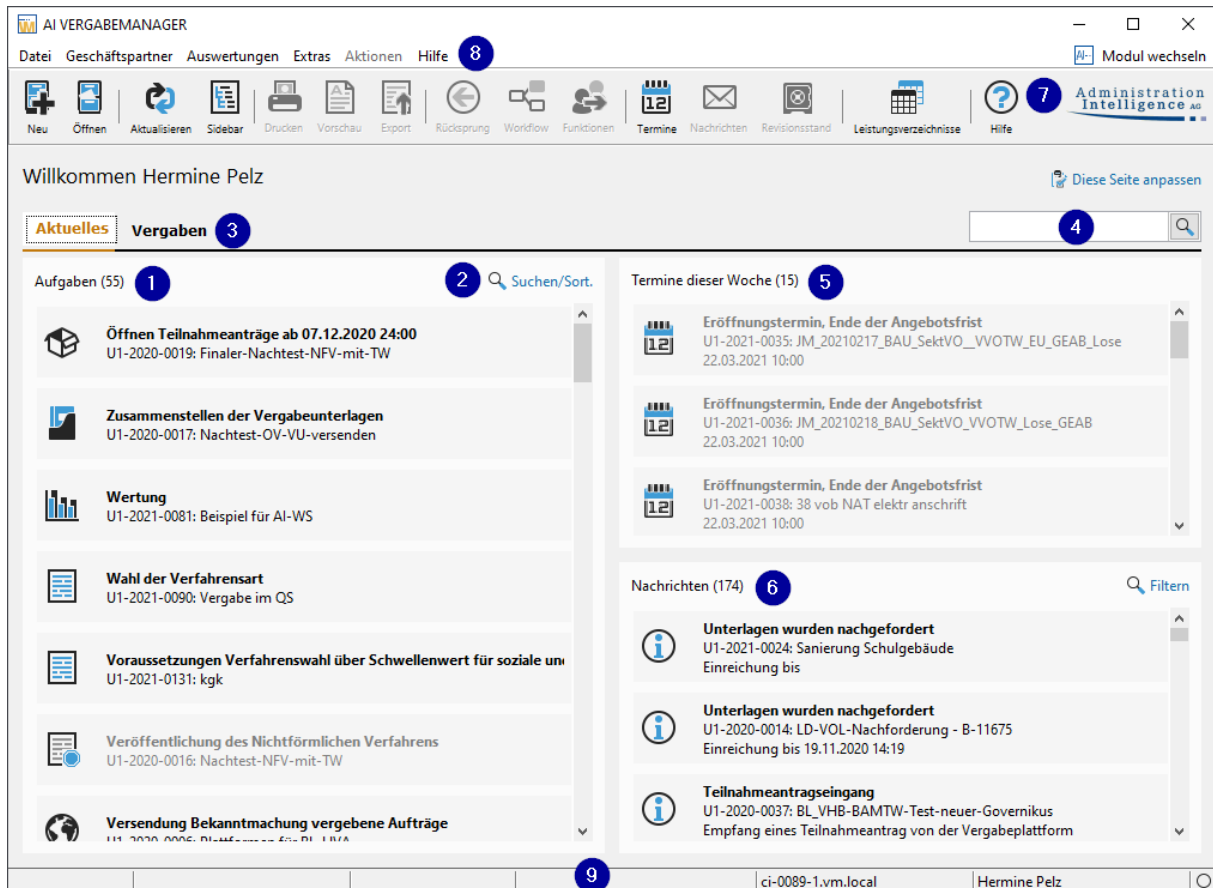 AI VERGABEMANAGER
Datei Geschäftspartner Auswertungen Extras Aktionen Hilfe 8 AI-- Modul wechseln
Neu Öffnen Aktualisieren Sidebar Drucken Vorschau Export Rücksprung Workflow Funktionen 12 Termine Nachrichten Revisionsstand Leistungsverzeichnisse Hilfe 7
Administration
Intelligence AG
Willkommen Hermine Pelz
Diese Seite anpassen
Aktuelles Vergaben 3 4
Aufgaben (55) 1 2 Suchen/Sort.
Öffnen Teilnahmeanträge ab 07.12.2020 24:00
U1-2020-0019: Finaler-Nachtest-NFV-mit-TW
Zusammenstellen der Vergabeunterlagen
U1-2020-0017: Nachtest-OV-VU-versenden
Wertung
U1-2021-0081: Beispiel für AI-WS
Wahl der Verfahrensart
U1-2021-0090: Vergabe im QS
Voraussetzungen Verfahrenswahl über Schwellenwert für soziale
U1-2021-0131: kgk
Veröffentlichung des Nichtförmlichen Verfahrens
U1-2020-0016: Nachtest-NFV-mit-TW
Versendung Bekanntmachung vergebene Aufträge
Termine dieser Woche (15) 5
12
Eröffnungstermin, Ende der Angebotsfrist
U1-2021-0035: JM_20210217_BAU_SektVO__VVOTW_EU_GEAB_Lose
22.03.2021 10:00
12
Eröffnungstermin, Ende der Angebotsfrist
U1-2021-0036: JM_20210218_BAU_SektVO_VVOTW_Lose_GEAB
22.03.2021 10:00
12
Eröffnungstermin, Ende der Angebotsfrist
U1-2021-0038: 38 vob NAT elektr anschrift
22.03.2021 10:00
Nachrichten (174) 6 Filtern
Unterlagen wurden nachgefordert
U1-2021-0024: Sanierung Schulgebäude
Einreichung bis
Unterlagen wurden nachgefordert
U1-2020-0014: LD-VOL-Nachforderung - B-11675
Einreichung bis 19.11.2020 14:19
Teilnahmeantragseingang
U1-2020-0037: BL_VHB-BAMTW-Test-neuer-Governikus
Empfang eines Teilnahmeantrag von der Vergabeplattform
9 ci-0089-1.vm.local Hermine Pelz